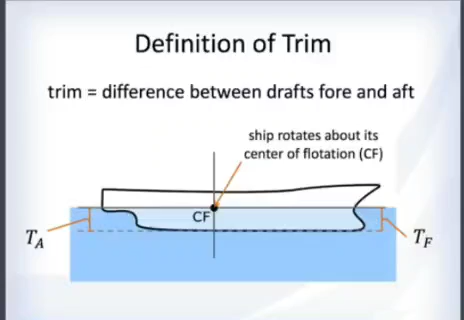 Definition of Trim
trim = difference between drafts fore and aft
ship rotates about its
center of flotation (CF)
CF
T_A
T_F